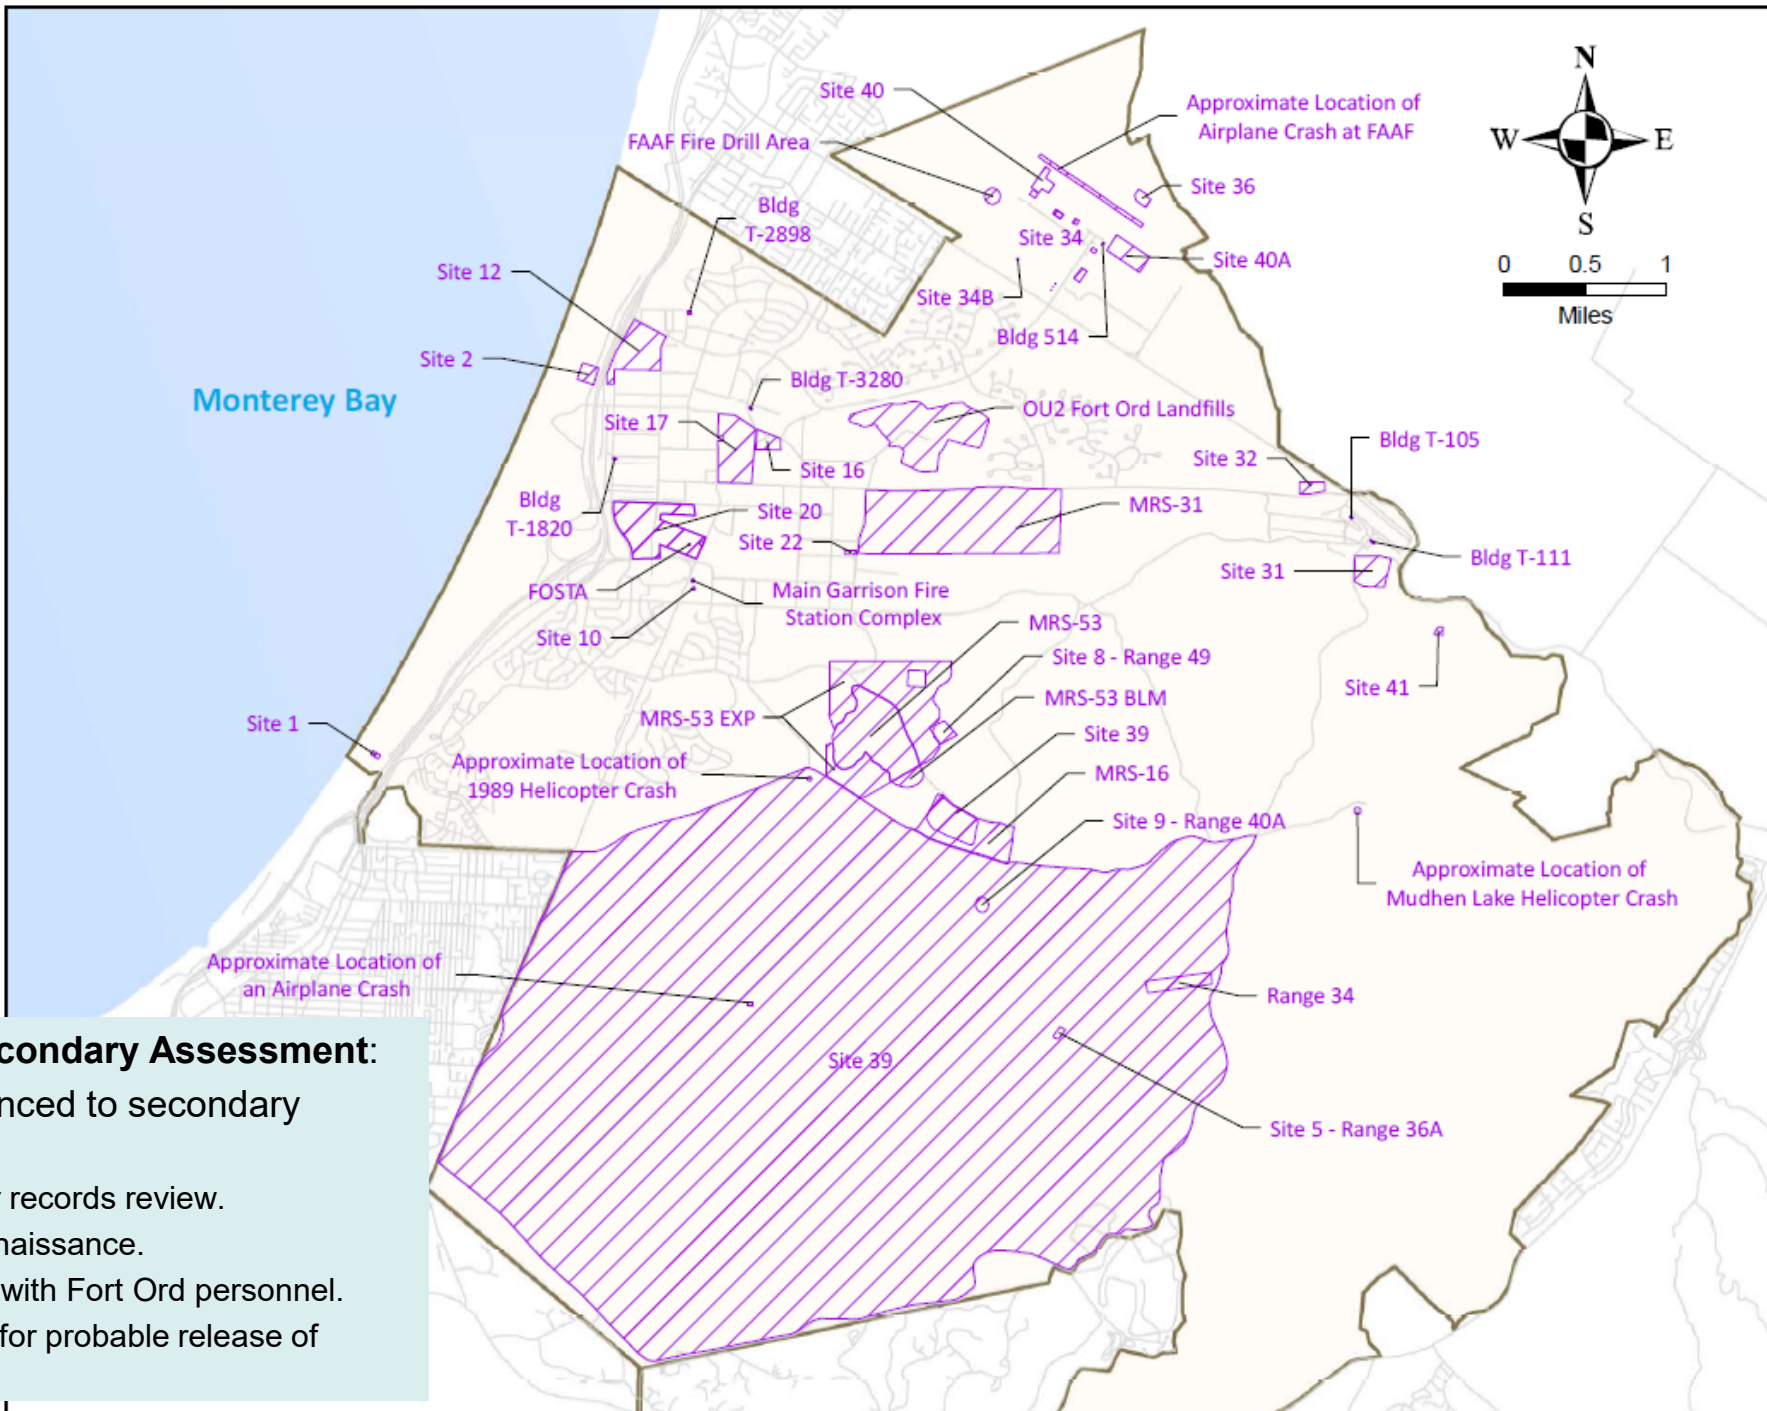 N
W
E
S
0 0.5 1
Miles
Site 40
Approximate Location of
Airplane Crash at FAAF
FAAF Fire Drill Area
Site 36
Bldg
T-2898
Site 34
Site 40A
Site 12
Site 34B
Bldg 514
Site 2
Monterey Bay
Bldg T-3280
OU2 Fort Ord Landfills
Site 17
Bldg T-105
Site 32
Site 16
Bldg
T-1820
Site 20
MRS-31
Site 22
Bldg T-111
Site 31
FOSTA
Main Garrison Fire
Station Complex
Site 10
MRS-53
Site 8 - Range 49
Site 41
MRS-53 BLM
MRS-53 EXP
Site 1
Site 39
Approximate Location of
1989 Helicopter Crash
MRS-16
Site 9 - Range 40A
Approximate Location of
Mudhen Lake Helicopter Crash
Approximate Location of
an Airplane Crash
Range 34
Site 39
Site 5 - Range 36A
condary Assessment:
nced to secondary
records review.
naissance.
with Fort Ord personnel.
for probable release of